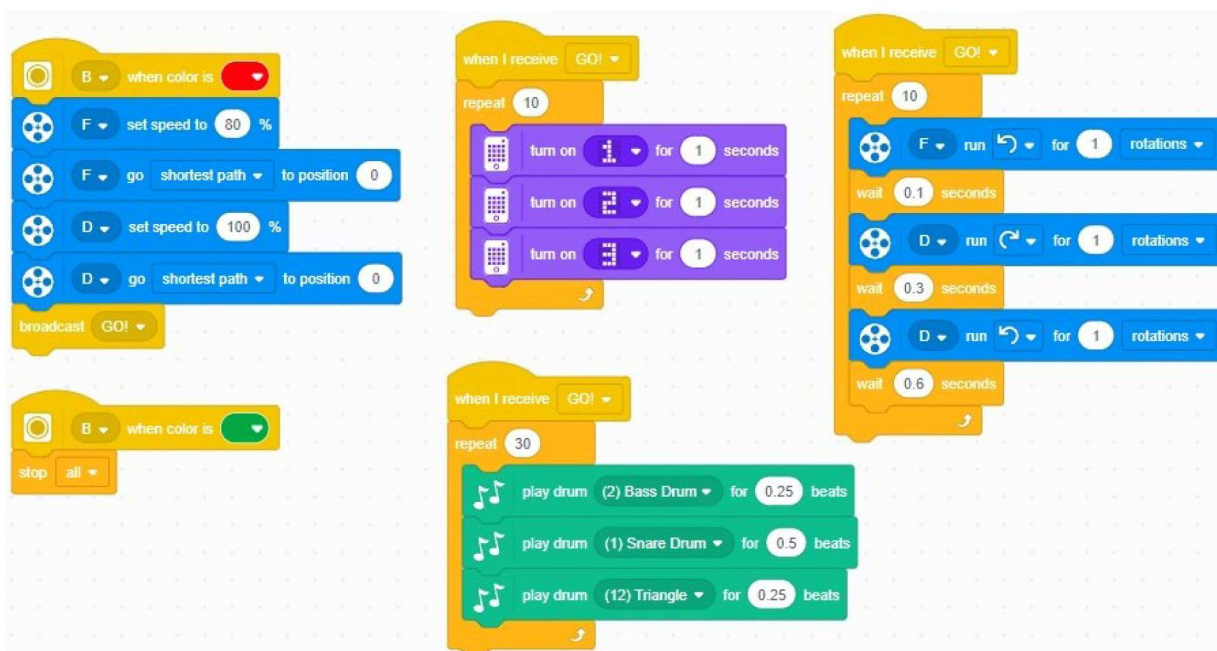 B when color is
F set speed to 80 %
F go shortest path to position 0
D set speed to 100 %
D go shortest path to position 0
broadcast GO!
B when color is
stop all
when I receive GO!
repeat 10
turn on 1 for 1 seconds
turn on 2 for 1 seconds
turn on 3 for 1 seconds
when I receive GO!
repeat 30
play drum (2) Bass Drum for 0.25 beats
play drum (1) Snare Drum for 0.5 beats
play drum (12) Triangle for 0.25 beats
when I receive GO!
repeat 10
F run for 1 rotations
wait 0.1 seconds
D run for 1 rotations
wait 0.3 seconds
D run for 1 rotations
wait 0.6 seconds